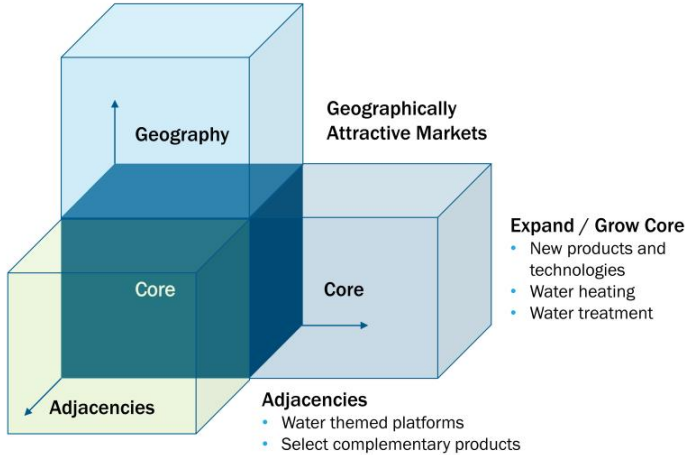 Geography
Geographically
Attractive Markets
Core
Core
Expand / Grow Core
• New products and
technologies
• Water heating
• Water treatment
Adjacencies
Adjacencies
• Water themed platforms
• Select complementary products